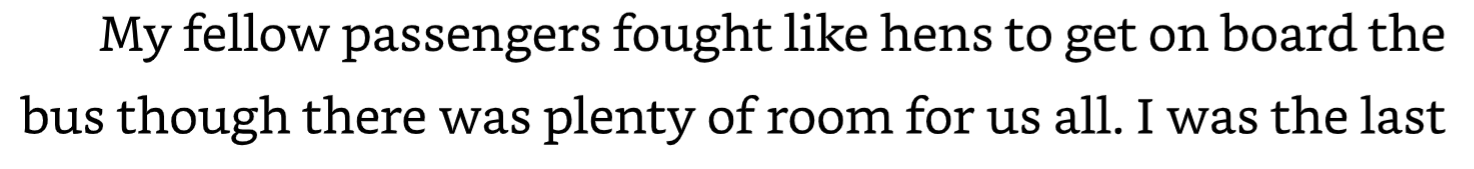 My fellow passengers fought like hens to get on board the
bus though there was plenty of room for us all. I was the last